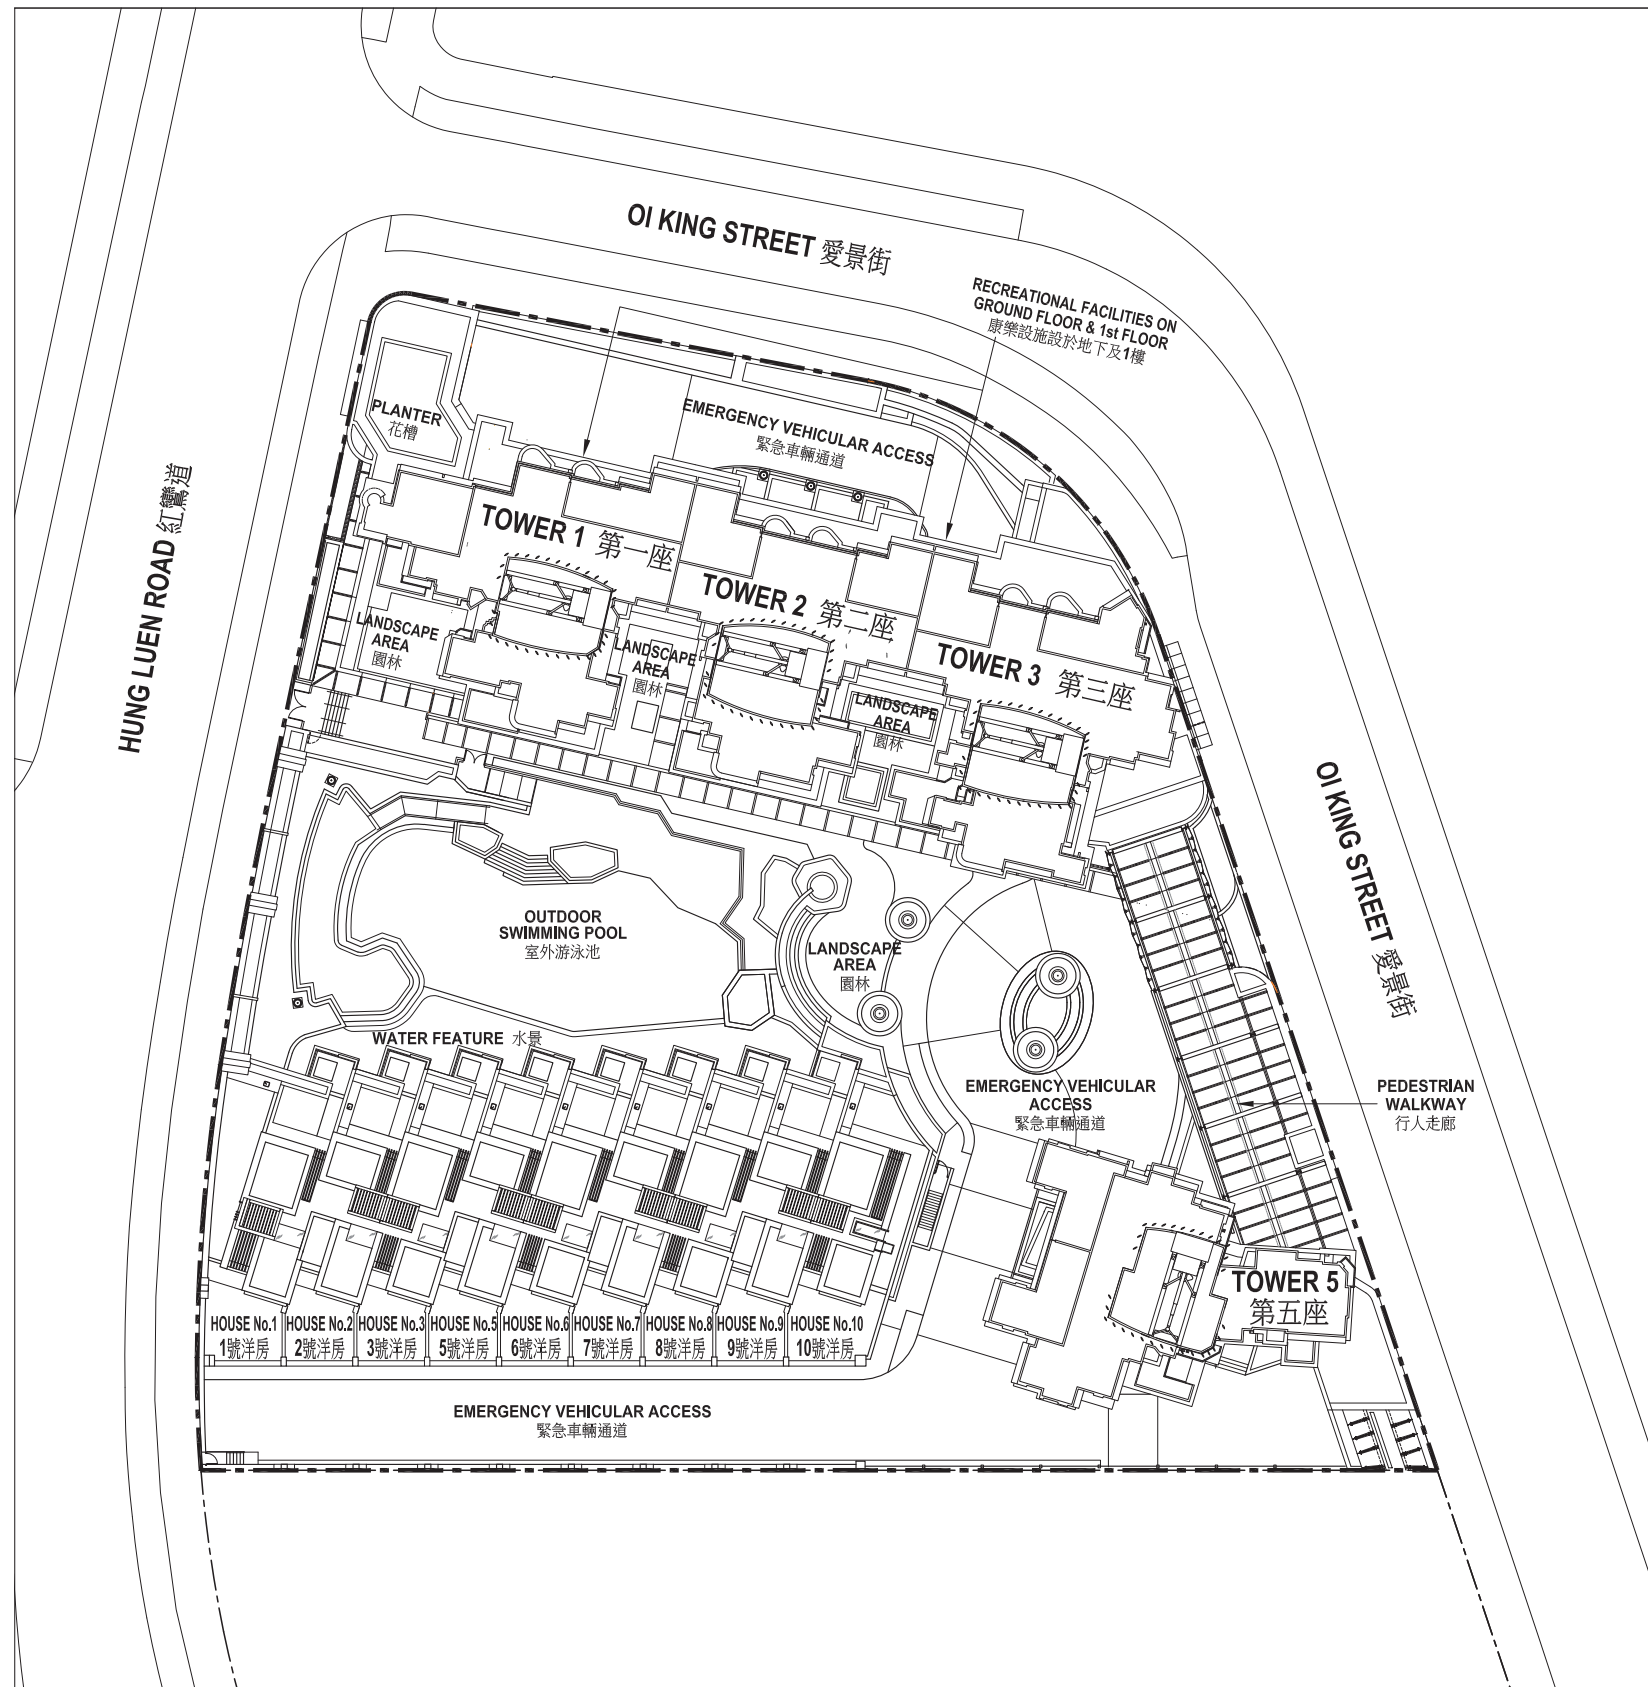 OI KING STREET 愛景街
RECREATIONAL FACILITIES ON
GROUND FLOOR & 1st FLOOR
康樂設施設於地下及1樓
PLANTER
花槽
EMERGENCY VEHICULAR ACCESS
緊急車輛通道
HUNG LUEN ROAD 紅鸞道
TOWER 1 第一座
TOWER 2 第二座
TOWER 3 第三座
LANDSCAPE
AREA
園林
LANDSCAPE
AREA
園林
LANDSCAPE
AREA
園林
OI KING STREET 愛景街
OUTDOOR
SWIMMING POOL
室外游泳池
LANDSCAPE
AREA
園林
WATER FEATURE 水景
EMERGENCY VEHICULAR
ACCESS
緊急車輛通道
PEDESTRIAN
WALKWAY
行人走廊
TOWER 5
第五座
HOUSE No.1
1號洋房
HOUSE No.2
2號洋房
HOUSE No.3
3號洋房
HOUSE No.5
5號洋房
HOUSE No.6
6號洋房
HOUSE No.7
7號洋房
HOUSE No.8
8號洋房
HOUSE No.9
9號洋房
HOUSE No.10
10號洋房
EMERGENCY VEHICULAR ACCESS
緊急車輛通道